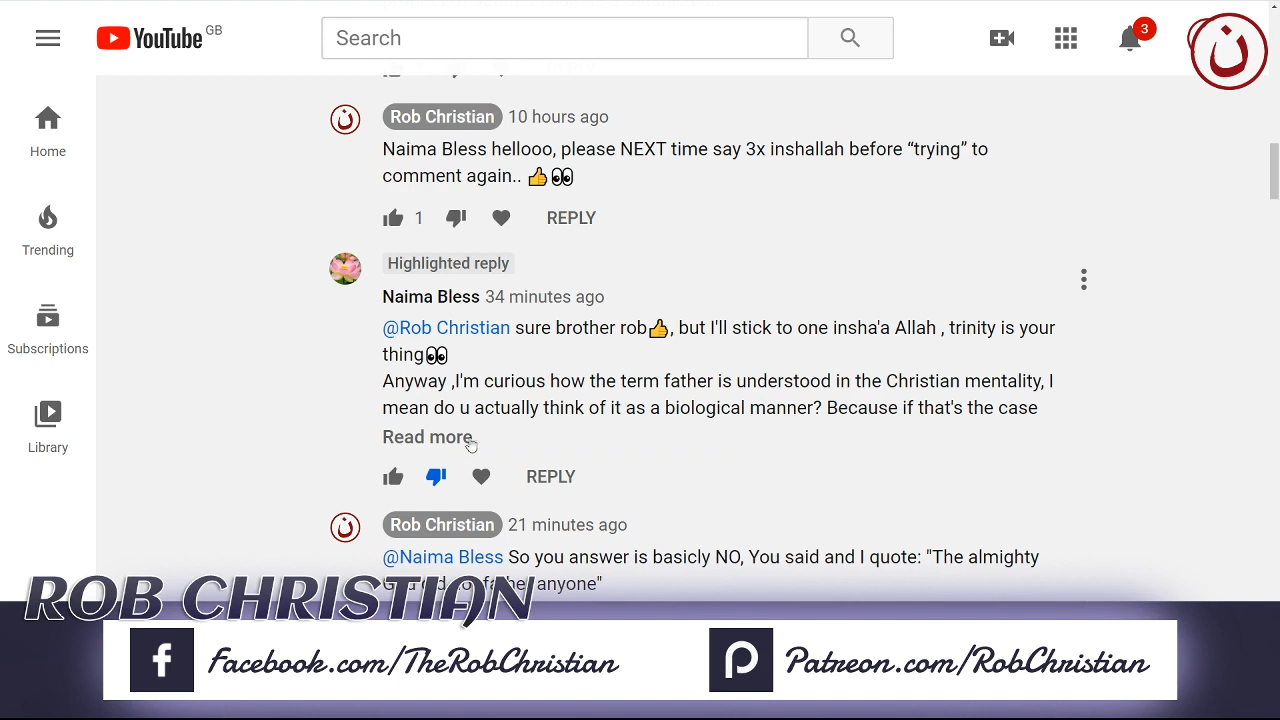 YouTube GB
Search
3
ن
Home
Trending
Subscriptions
Library
ن
Rob Christian 10 hours ago
Naima Bless hellooo, please NEXT time say 3x inshallah before “trying” to
comment again.. 👍👀
1 REPLY
Highlighted reply
Naima Bless 34 minutes ago
@Rob Christian sure brother rob👍, but I'll stick to one insha'a Allah , trinity is your
thing👀
Anyway ,I'm curious how the term father is understood in the Christian mentality, I
mean do u actually think of it as a biological manner? Because if that's the case
Read more
REPLY
ن
Rob Christian 21 minutes ago
@Naima Bless So you answer is basicly NO, You said and I quote: "The almighty
anyone"
ROB CHRISTIAN
Facebook.com/TheRobChristian
Patreon.com/RobChristian